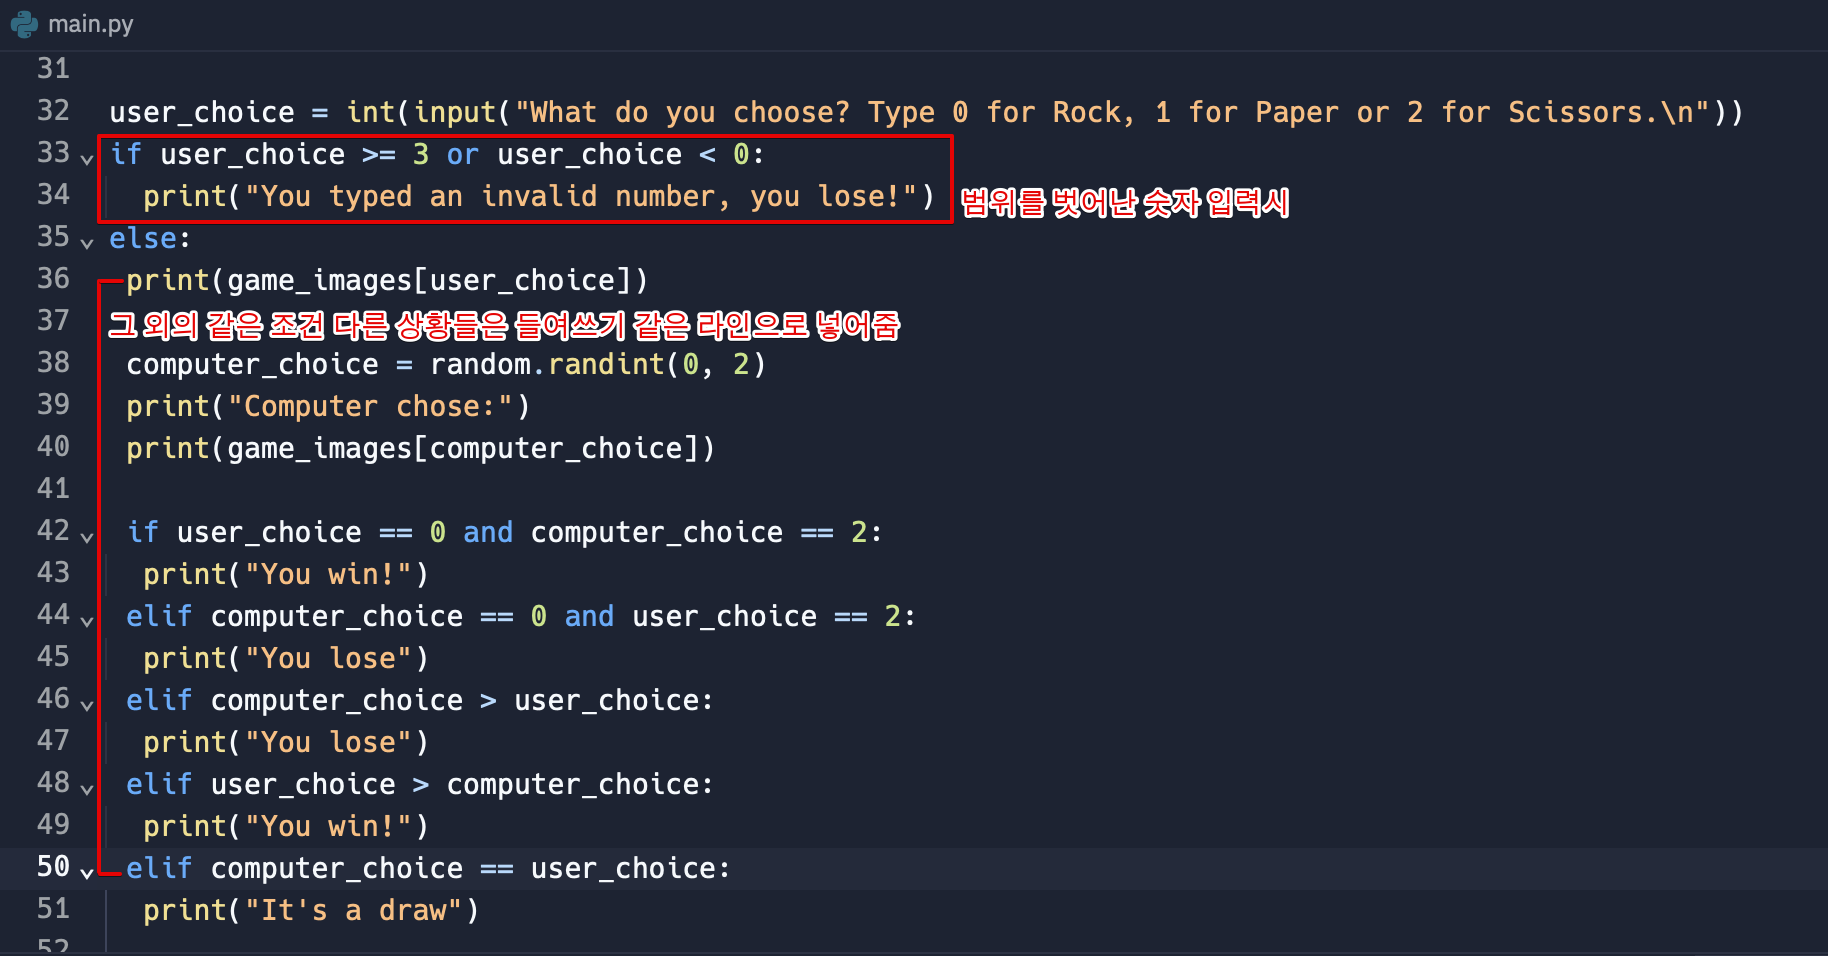 main.py
31
32 user_choice = int(input("What do you choose? Type 0 for Rock, 1 for Paper or 2 for Scissors.\n"))
33 if user_choice >= 3 or user_choice < 0:
34 print("You typed an invalid number, you lose!") 범위를 벗어난 숫자 입력시
35 else:
36 print(game_images[user_choice])
37 그 외의 같은 조건 다른 상황들은 들여쓰기 같은 라인으로 넣어줌
38 computer_choice = random.randint(0, 2)
39 print("Computer chose:")
40 print(game_images[computer_choice])
41
42 if user_choice == 0 and computer_choice == 2:
43 print("You win!")
44 elif computer_choice == 0 and user_choice == 2:
45 print("You lose")
46 elif computer_choice > user_choice:
47 print("You lose")
48 elif user_choice > computer_choice:
49 print("You win!")
50 elif computer_choice == user_choice:
51 print("It's a draw")
52